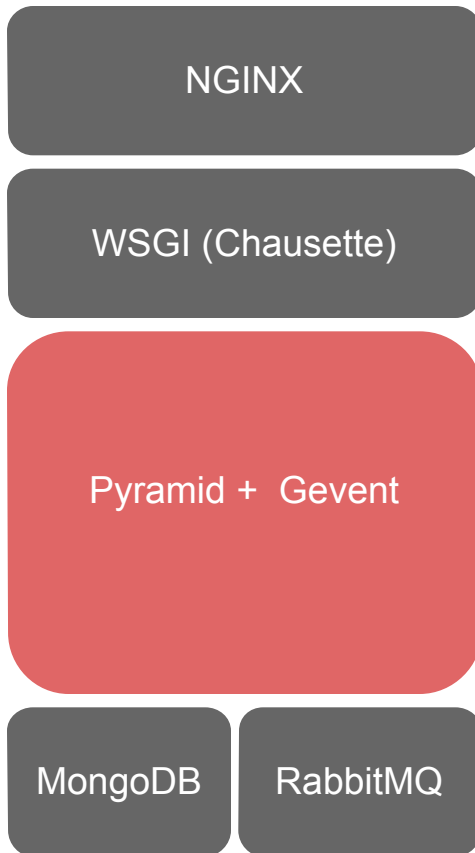 NGINX
WSGI (Chausette)
Pyramid +  Gevent
MongoDB
RabbitMQ